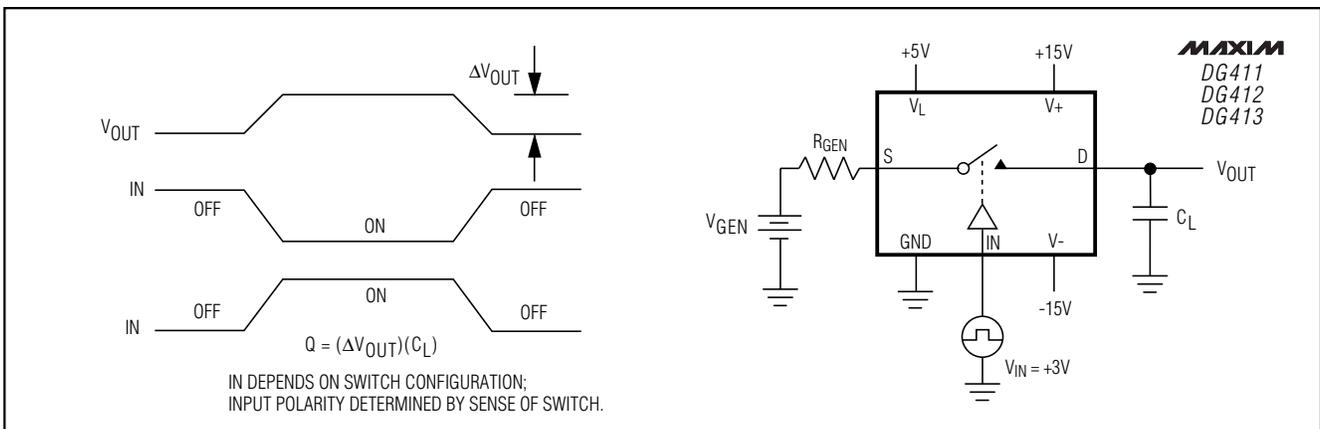 ΔVOUT
VOUT
IN
OFF
ON
OFF
IN
OFF
ON
OFF
Q = (ΔVOUT)(CL)
IN DEPENDS ON SWITCH CONFIGURATION;
INPUT POLARITY DETERMINED BY SENSE OF SWITCH.
+5V
+15V
MAXIM
DG411
DG412
DG413
VL
V+
RGEN
S
D
VOUT
VGEN
CL
GND
IN
V-
-15V
VIN = +3V